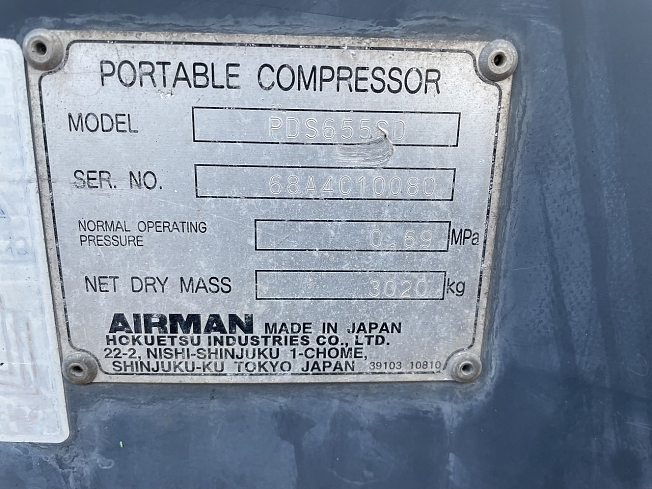 PORTABLE COMPRESSOR
MODEL PDS655SD
SER. NO. 68A4C10080
NORMAL OPERATING PRESSURE 0.69 MPa
NET DRY MASS 3020 kg
AIRMAN MADE IN JAPAN
HOKUETSU INDUSTRIES CO., LTD.
22-2, NISHI-SHINJUKU 1-CHOME,
SHINJUKU-KU TOKYO JAPAN 39103 10810